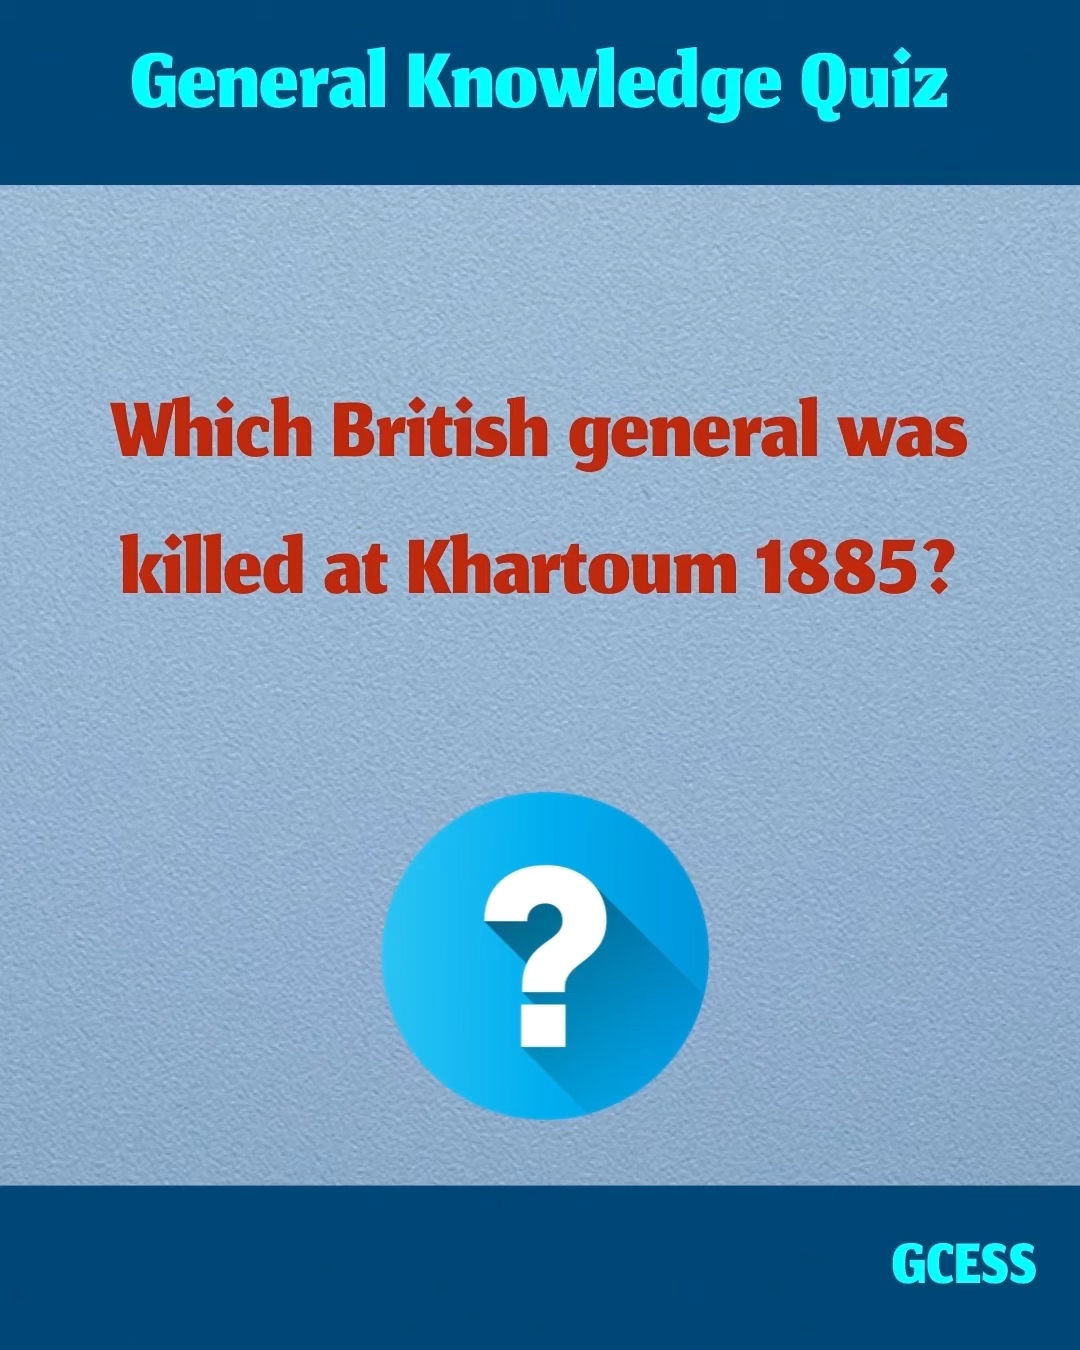 General Knowledge Quiz
Which British general was
killed at Khartoum 1885?
?
GCESS